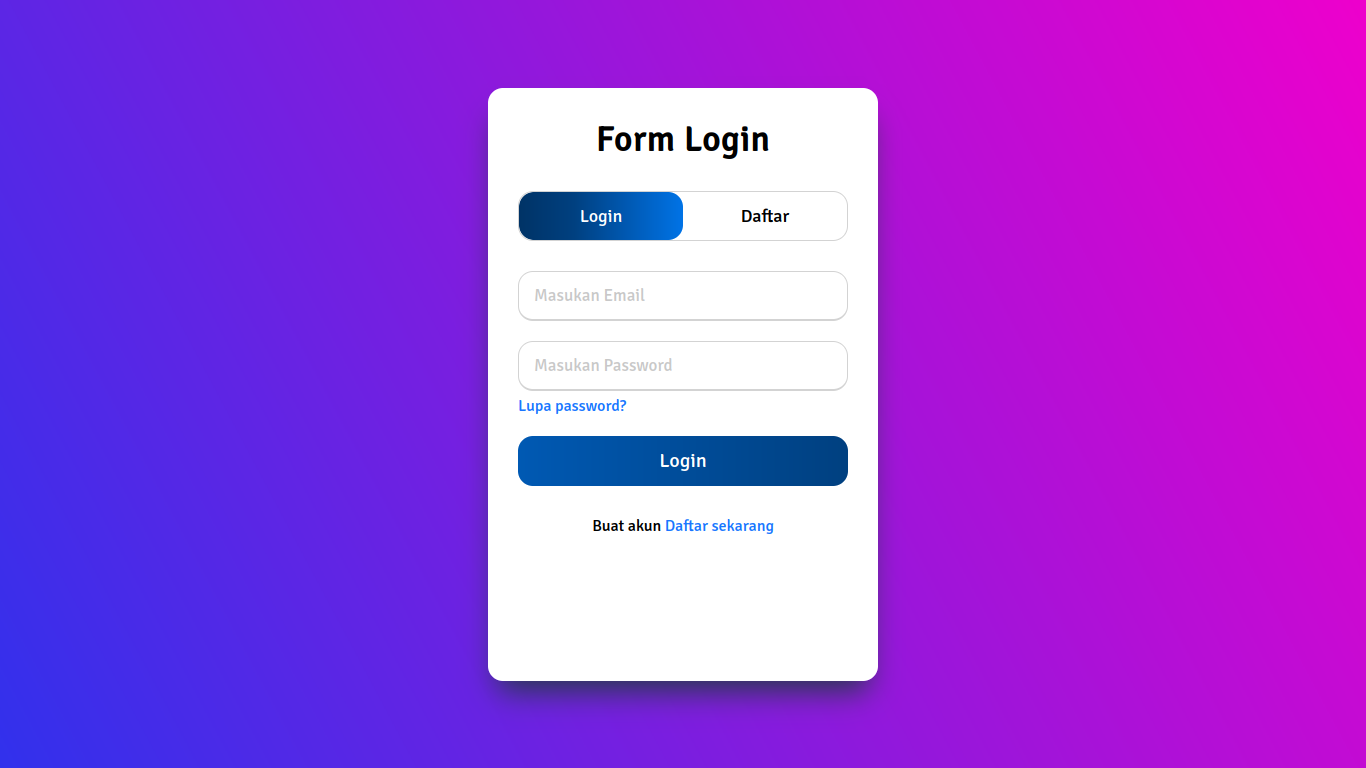 Form Login
Login Daftar
Masukan Email
Masukan Password
Lupa password?
Login
Buat akun Daftar sekarang